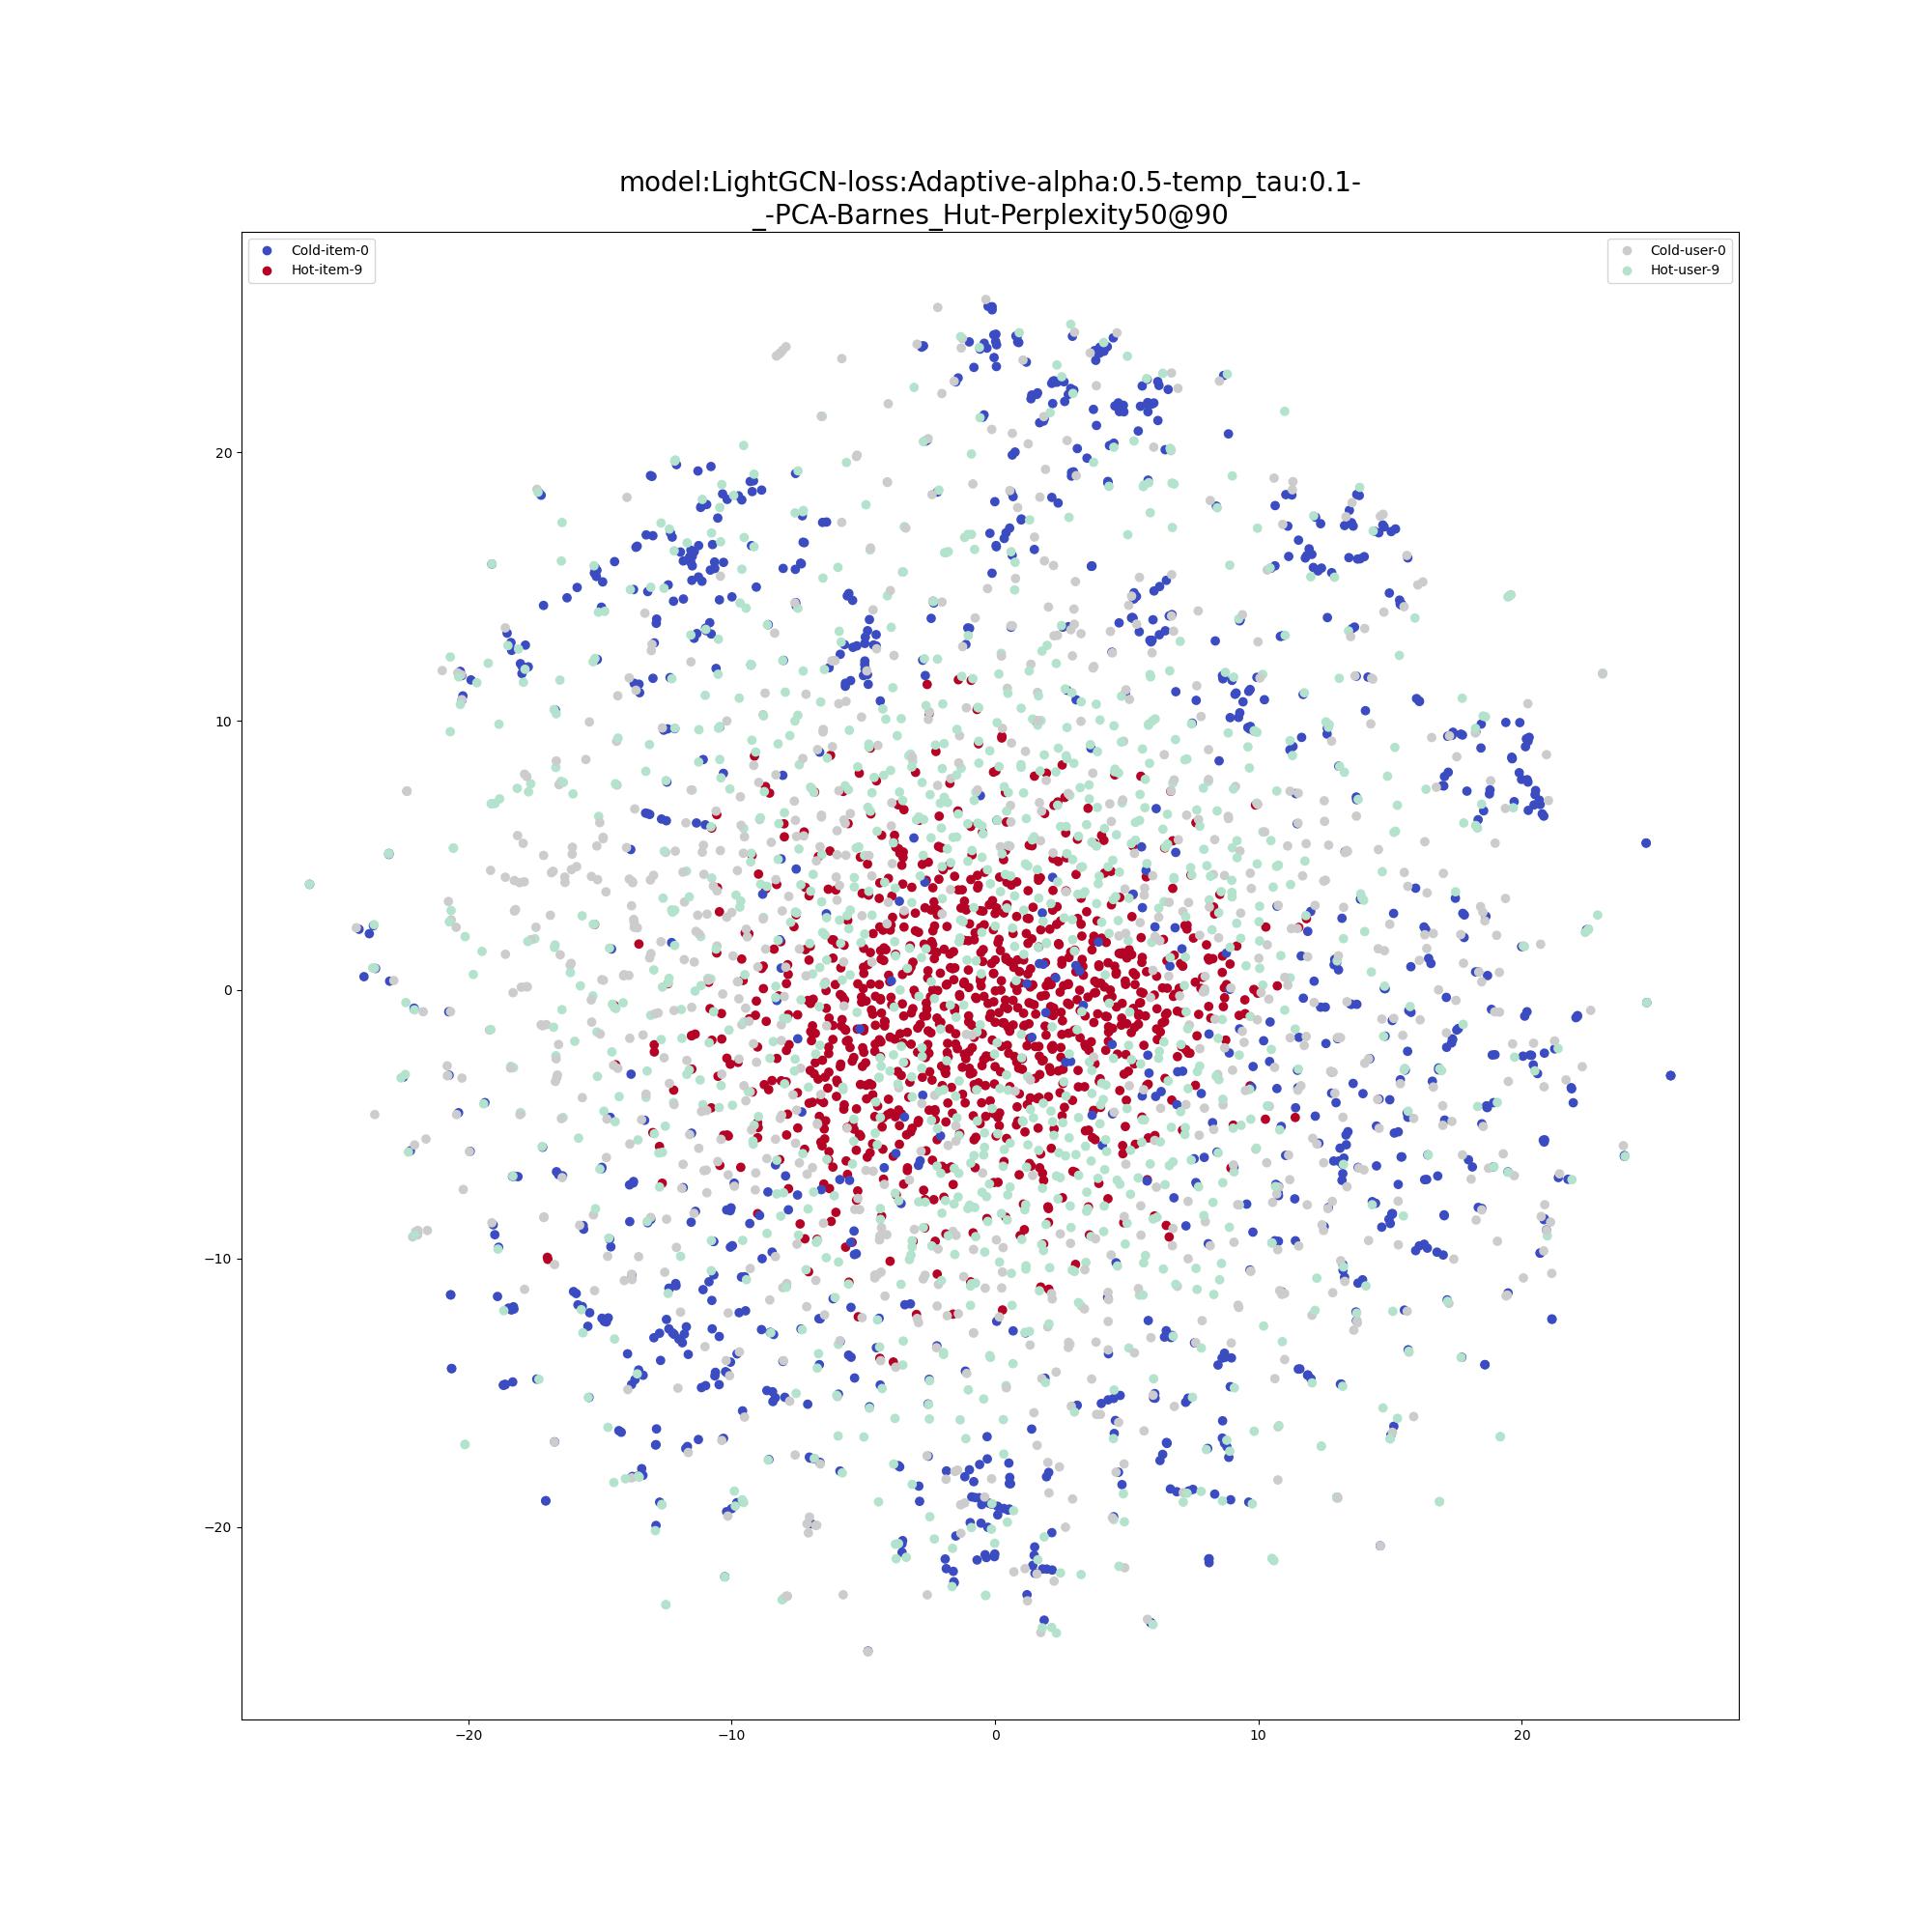 model:LightGCN-loss:Adaptive-alpha:0.5-temp_tau:0.1-
_-PCA-Barnes_Hut-Perplexity50@90
Cold-item-0
Hot-item-9
Cold-user-0
Hot-user-9
20
10
0
−10
−20
−20
−10
0
10
20